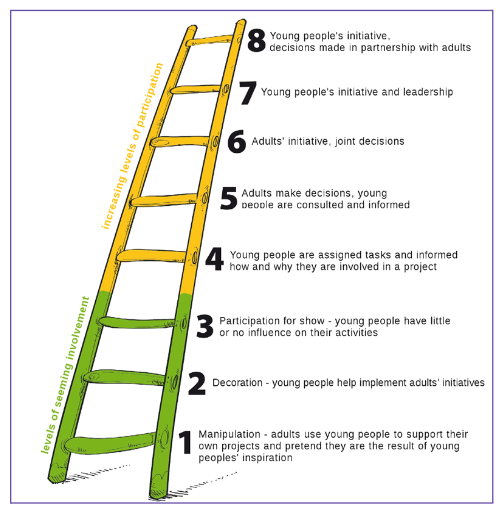 8 Young people's initiative,
decisions made in partnership with adults
7 Young people's initiative and leadership
6 Adults' initiative, joint decisions
5 Adults make decisions, young
people are consulted and informed
4 Young people are assigned tasks and informed
how and why they are involved in a project
3 Participation for show - young people have little
or no influence on their activities
2 Decoration - young people help implement adults' initiatives
1 Manipulation - adults use young people to support their
own projects and pretend they are the result of young
peoples' inspiration
increasing levels of participation
levels of seeming involvement